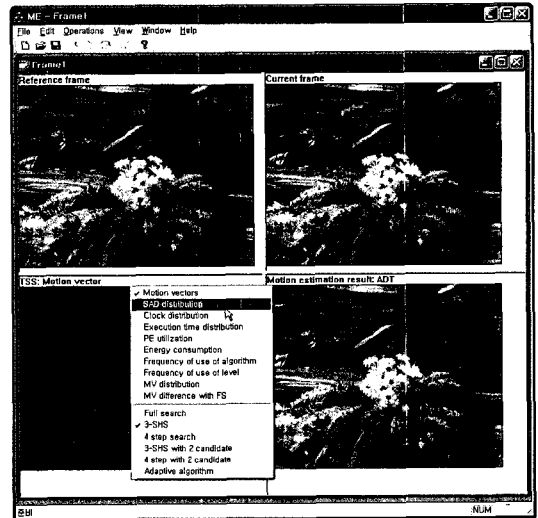 ME - Frame1
File Edit Operations View Window Help
Frame1
Reference frame
Current frame
TSS: Motion vector
Motion estimation result: ADT
✓ Motion vectors
SAD distribution
Clock distribution
Execution time distribution
PE utilization
Energy consumption
Frequency of use of algorithm
Frequency of use of level
MV distribution
MV difference with FS
Full search
✓ 3-SHS
4 step search
3-SHS with 2 candidate
4 step with 2 candidate
Adaptive algorithm
준비
NUM